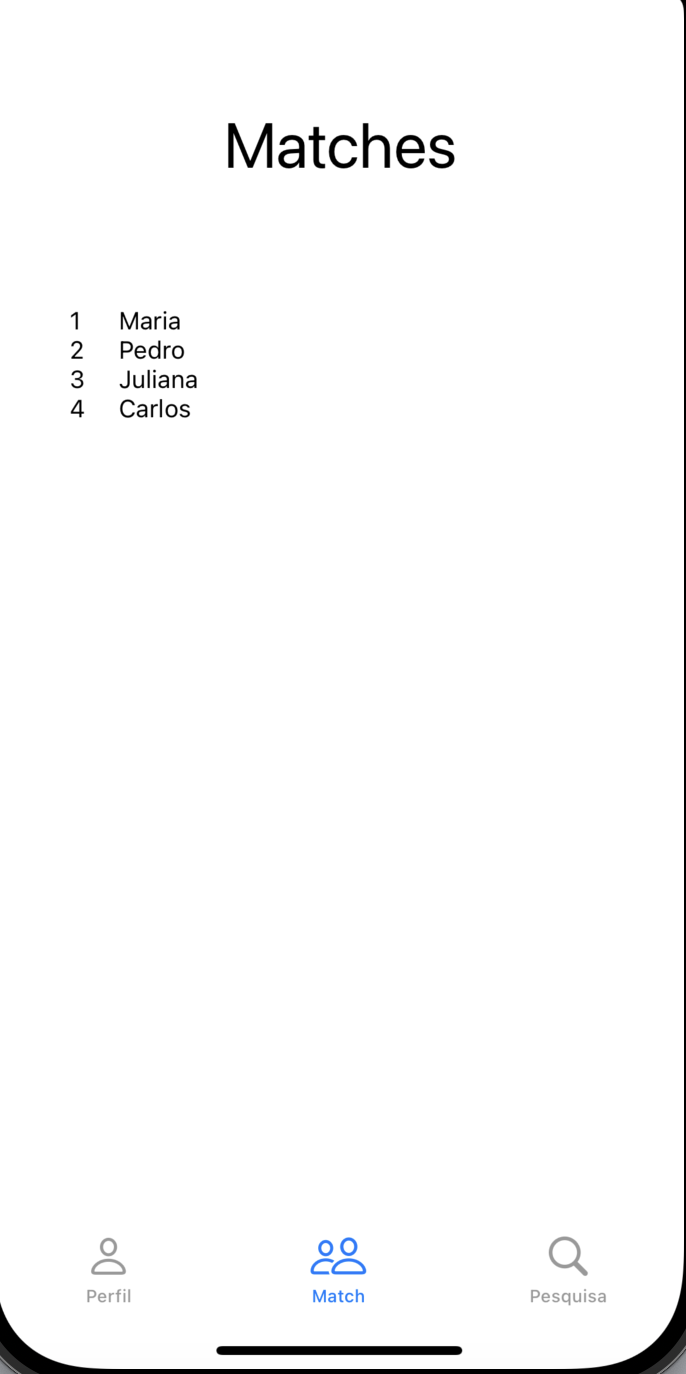 Matches
1 Maria
2 Pedro
3 Juliana
4 Carlos
Perfil Match Pesquisa